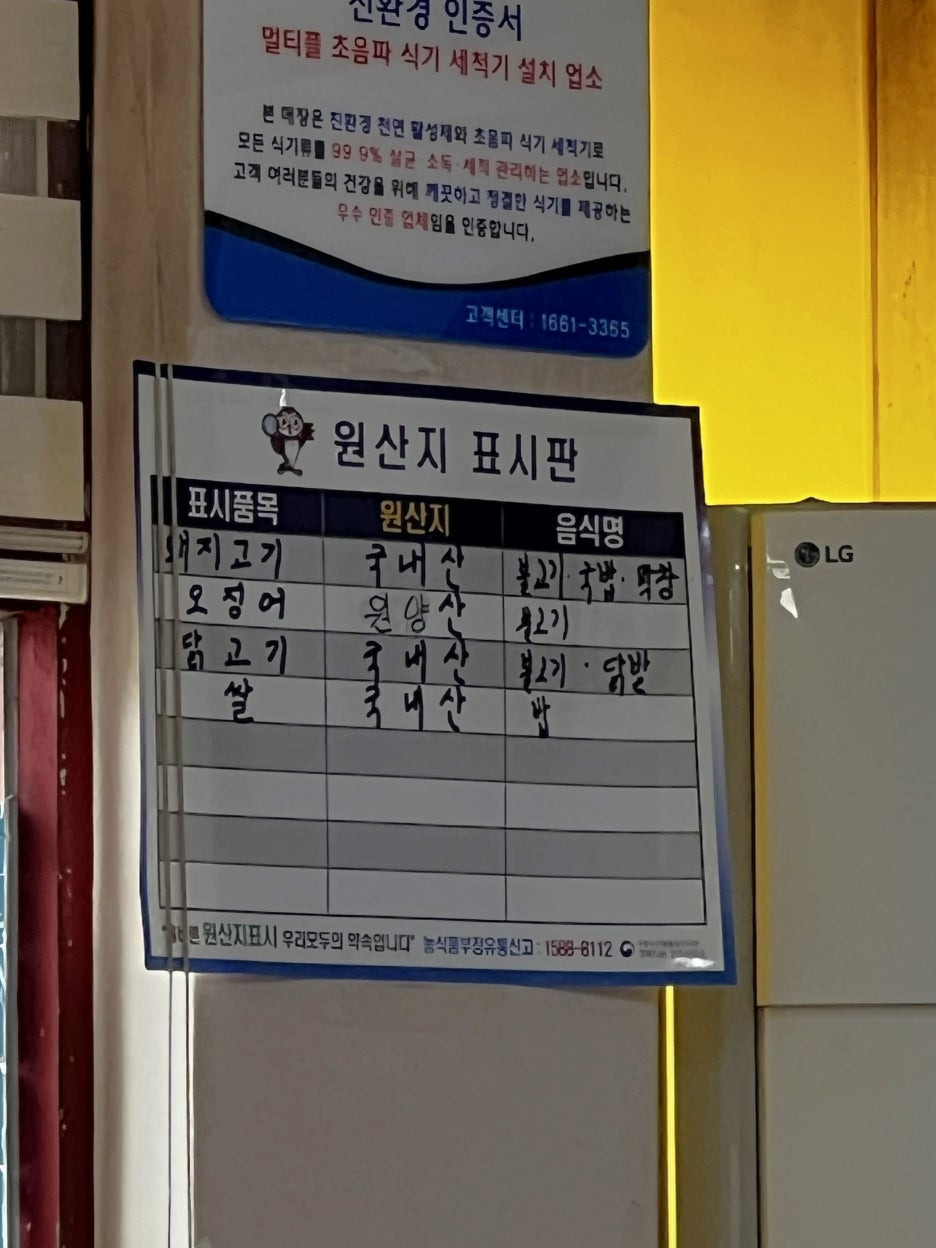 친환경 인증서
멀티플 초음파 식기 세척기 설치 업소
본 매장은 친환경 천연 활성제와 초음파 식기 세척기로
모든 식기류를 99.9% 살균·소독·세척 관리하는 업소입니다.
고객 여러분들의 건강을 위해 깨끗하고 청결한 식기를 제공하는
우수 인증 업체임을 인증합니다.
고객센터 : 1661-3365
원산지 표시판
표시품목 원산지 음식명
돼지고기 국내산 불고기·국밥·막창
오징어 원양산 불고기
닭고기 국내산 불고기·닭발
쌀 국내산 밥
원산지표시 우리모두의 약속입니다" 농식품부정유통신고 : 1588-8112
LG